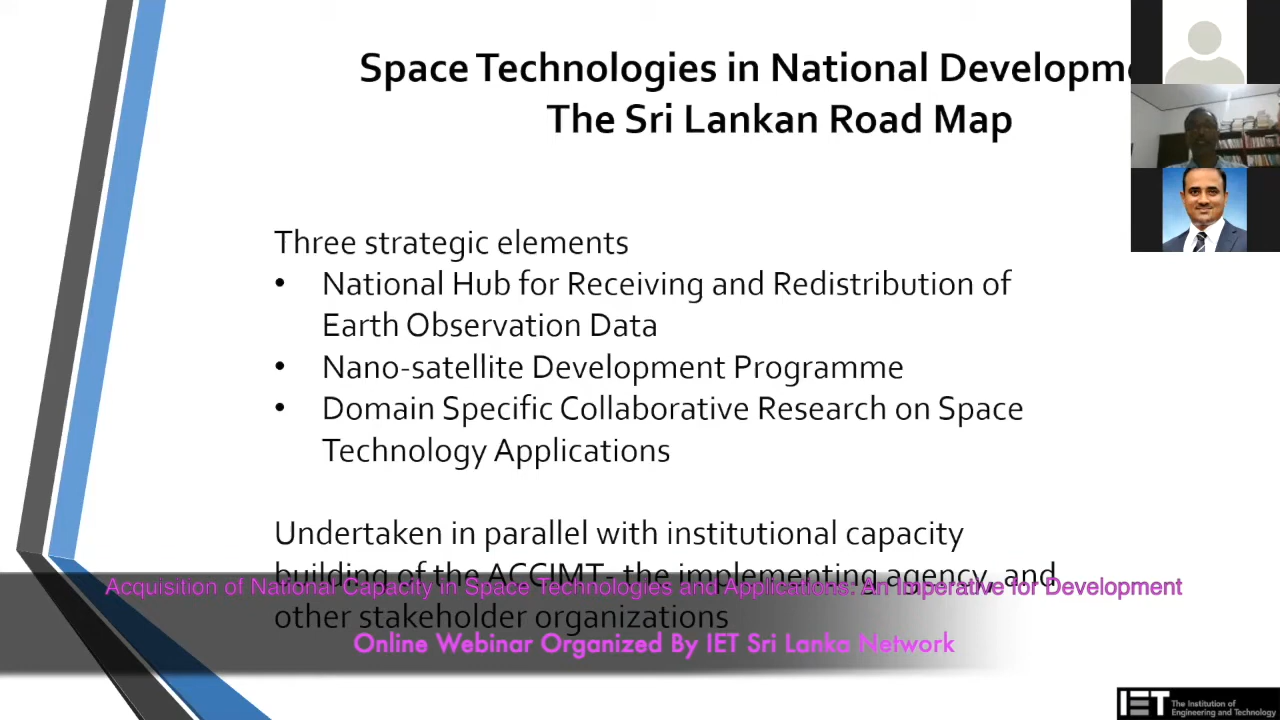 Space Technologies in National Developme
The Sri Lankan Road Map
Three strategic elements
• National Hub for Receiving and Redistribution of
Earth Observation Data
• Nano-satellite Development Programme
• Domain Specific Collaborative Research on Space
Technology Applications
Undertaken in parallel with institutional capacity
building of the ACCIMT- the implementing agency, and
Acquisition of National Capacity in Space Technologies and Applications: An Imperative for Development
other stakeholder organizations
Online Webinar Organized By IET Sri Lanka Network
IET The Institution of
Engineering and Technology